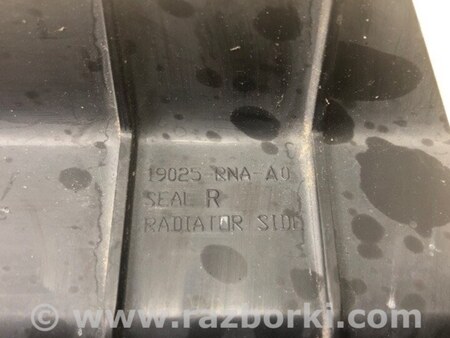 19025-RNA-A0
SEAL R
RADIATOR SIDE
© www.razborki.com